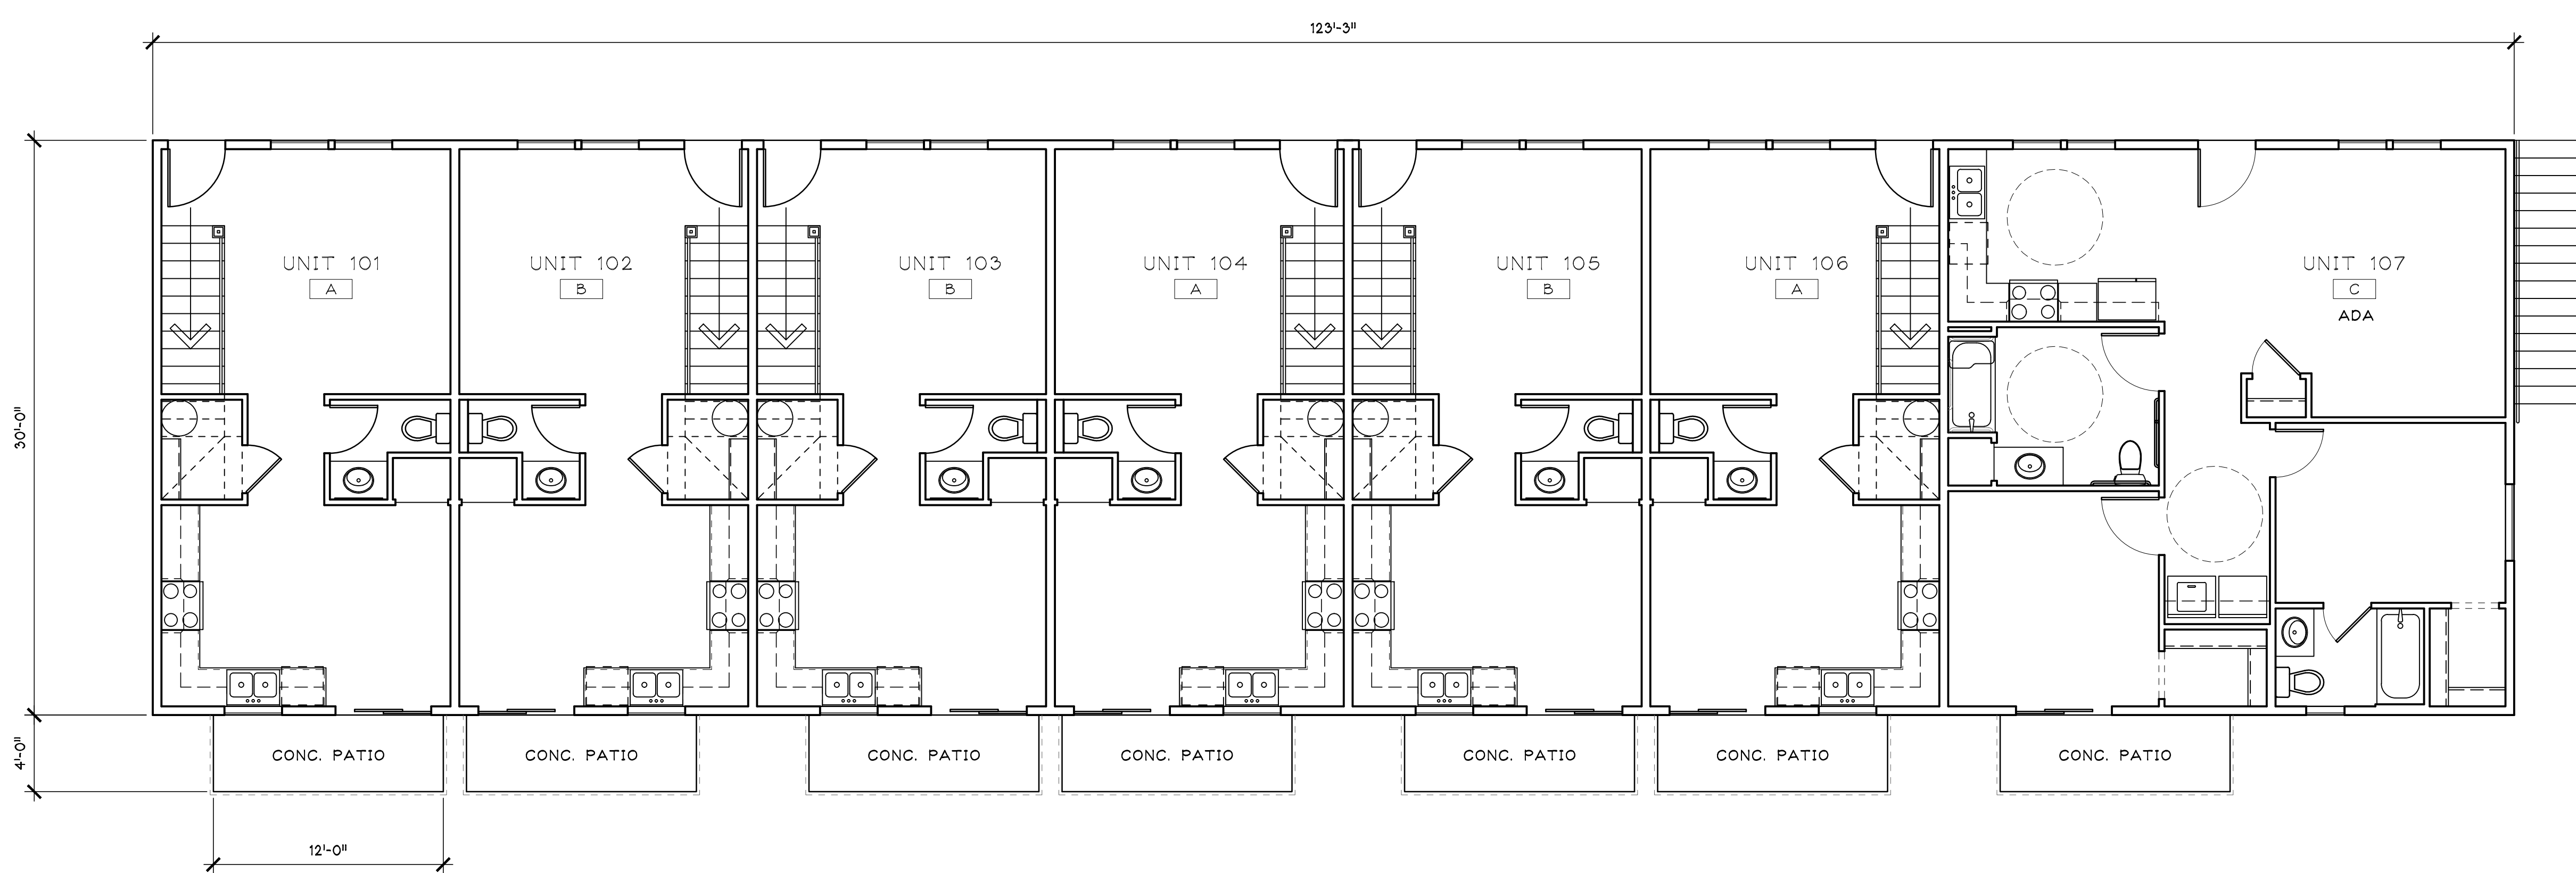 123'-3"
30'-0"
UNIT 101
A
UNIT 102
B
UNIT 103
B
UNIT 104
A
UNIT 105
B
UNIT 106
A
UNIT 107
C
ADA
4'-0"
CONC. PATIO
CONC. PATIO
CONC. PATIO
CONC. PATIO
CONC. PATIO
CONC. PATIO
CONC. PATIO
12'-0"